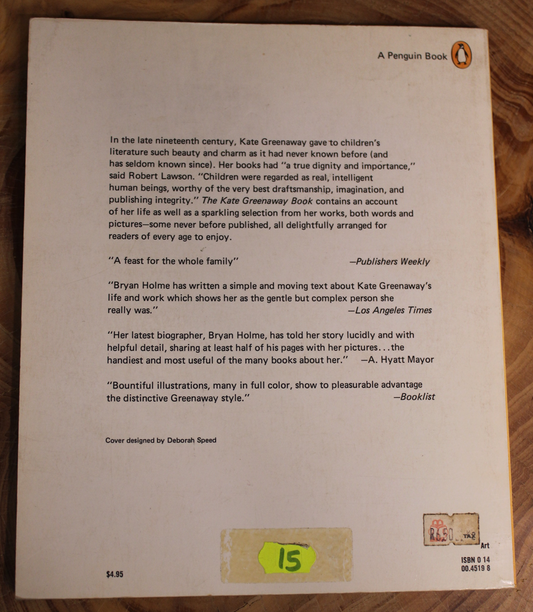 A Penguin Book
In the late nineteenth century, Kate Greenaway gave to children's
literature such beauty and charm as it had never known before (and
has seldom known since). Her books had "a true dignity and importance,"
said Robert Lawson. "Children were regarded as real, intelligent
human beings, worthy of the very best draftsmanship, imagination, and
publishing integrity." The Kate Greenaway Book contains an account
of her life as well as a sparkling selection from her works, both words and
pictures—some never before published, all delightfully arranged for
readers of every age to enjoy.
"A feast for the whole family" —Publishers Weekly
"Bryan Holme has written a simple and moving text about Kate Greenaway's
life and work which shows her as the gentle but complex person she
really was." —Los Angeles Times
"Her latest biographer, Bryan Holme, has told her story lucidly and with
helpful detail, sharing at least half of his pages with her pictures...the
handiest and most useful of the many books about her." —A. Hyatt Mayor
"Bountiful illustrations, many in full color, show to pleasurable advantage
the distinctive Greenaway style." —Booklist
Cover designed by Deborah Speed
R6.50
Art
ISBN 0 14
00.4519 8
15
$4.95